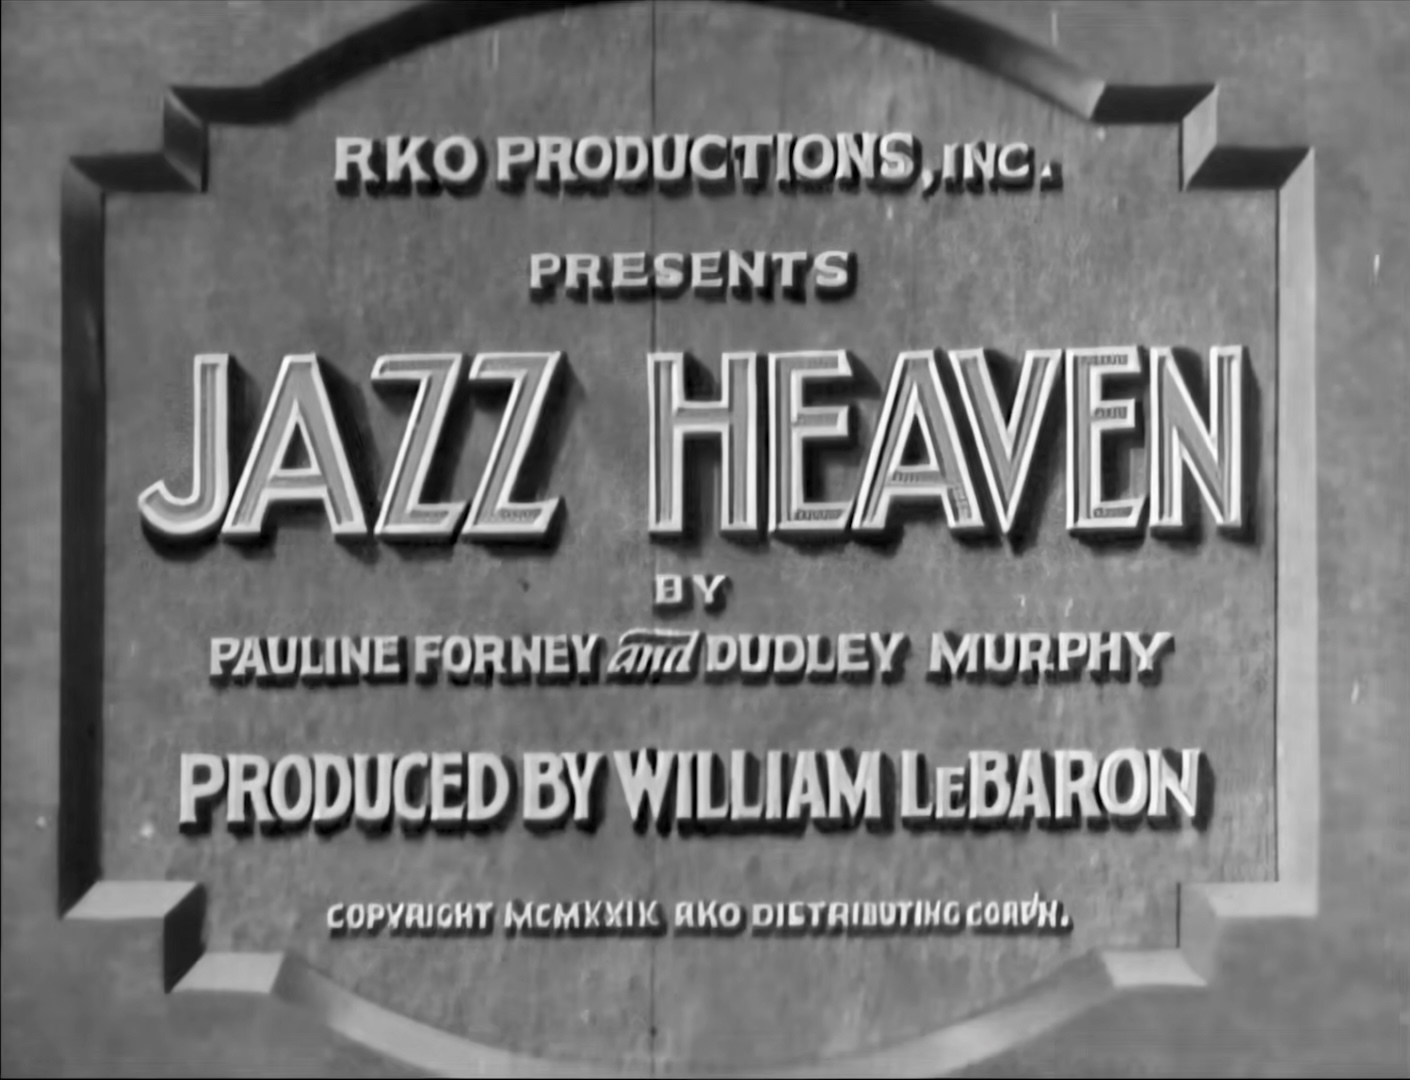 RKO PRODUCTIONS, INC.
PRESENTS
JAZZ HEAVEN
BY
PAULINE FORNEY and DUDLEY MURPHY
PRODUCED BY WILLIAM LEBARON
COPYRIGHT MCMXXIX RKO DISTRIBUTING CORP'N.